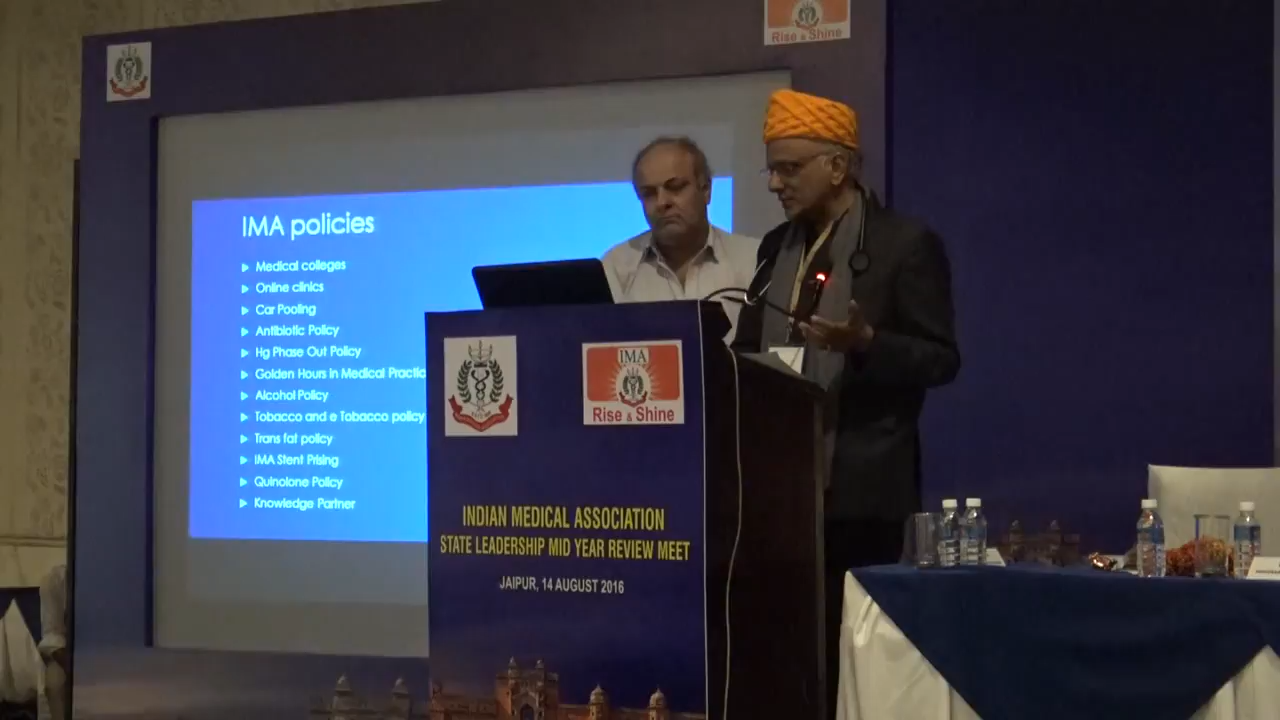 Rise & Shine
IMA policies
Medical colleges
Online clinics
Car Pooling
Antibiotic Policy
Hg Phase Out Policy
Golden Hours in Medical Practic
Alcohol Policy
Tobacco and e Tobacco policy
Trans fat policy
IMA Stent Prising
Quinolone Policy
Knowledge Partner
IMA
Rise & Shine
INDIAN MEDICAL ASSOCIATION
STATE LEADERSHIP MID YEAR REVIEW MEET
JAIPUR, 14 AUGUST 2016